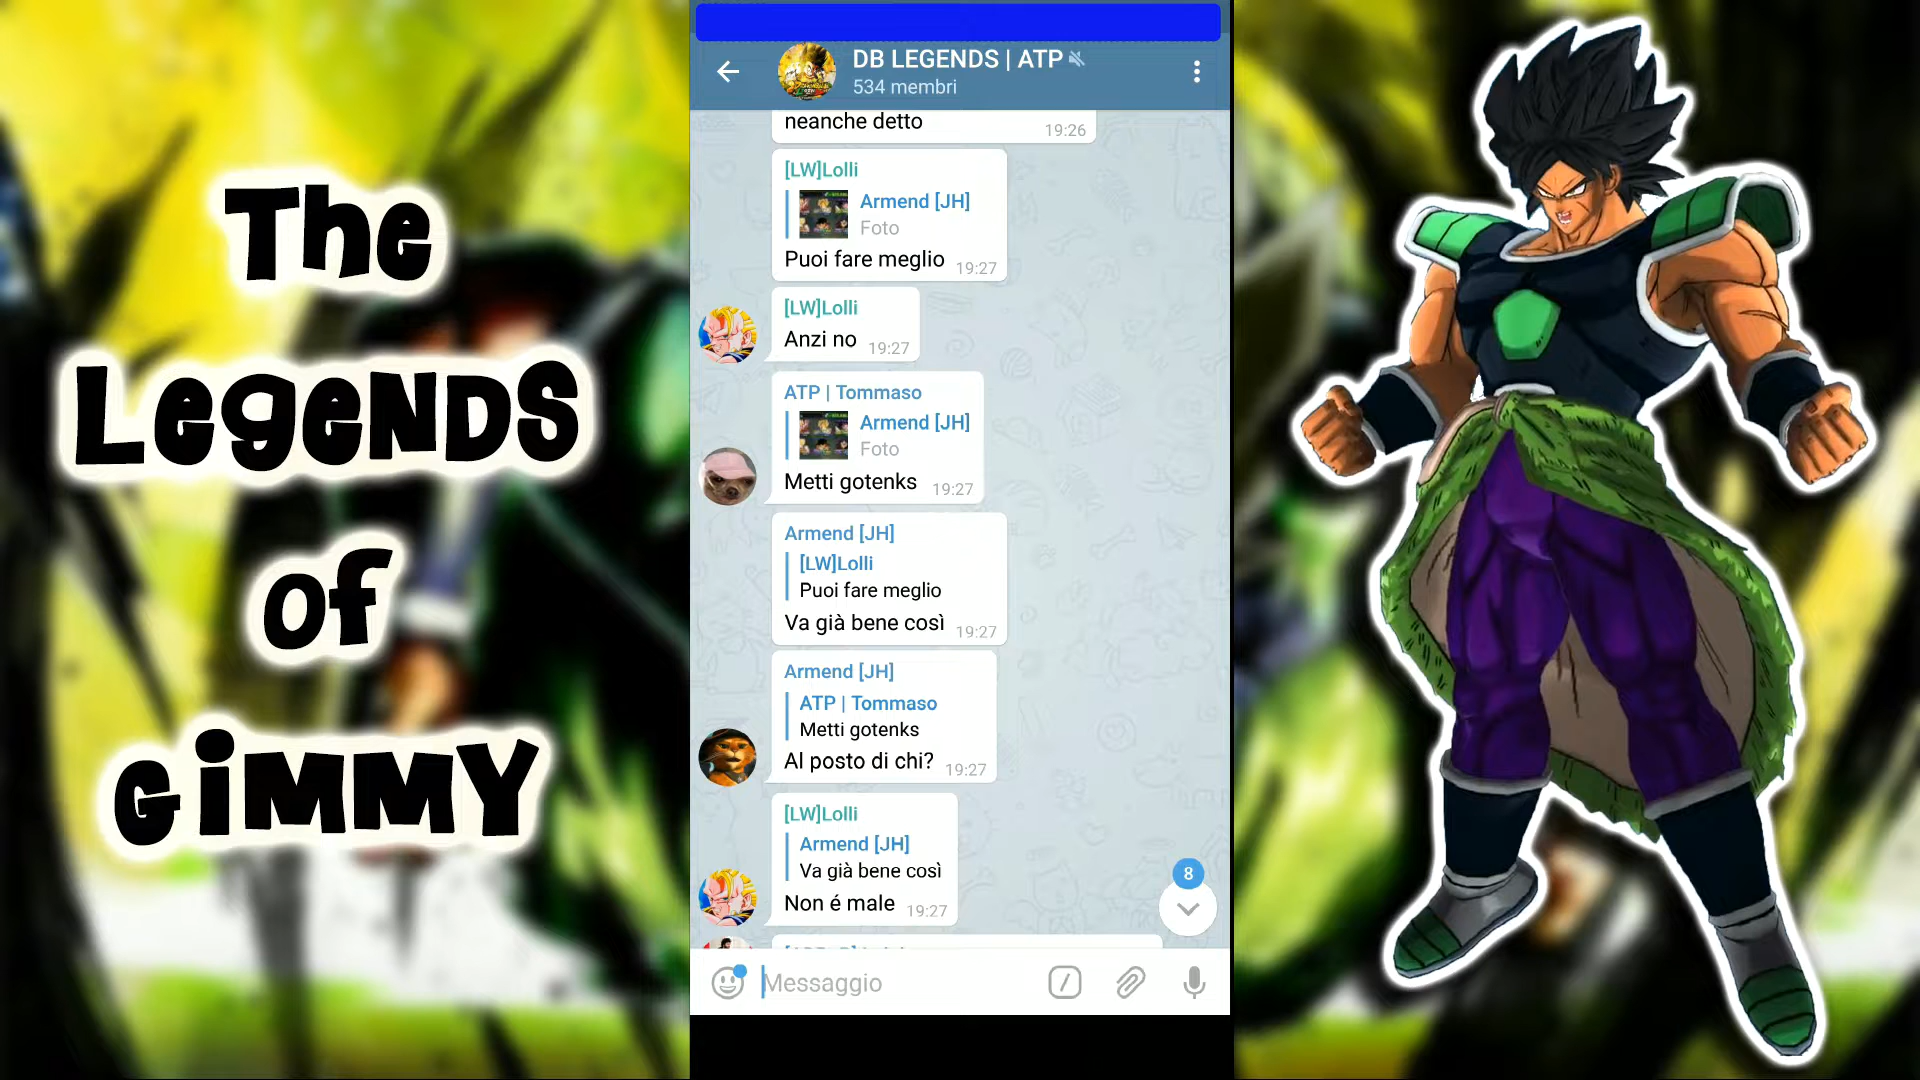 The
Legends
of
Gimmy
DB LEGENDS | ATP
534 membri
neanche detto
19:26
[LW]Lolli
Armend [JH]
Foto
Puoi fare meglio 19:27
[LW]Lolli
Anzi no 19:27
ATP | Tommaso
Armend [JH]
Foto
Metti gotenks 19:27
Armend [JH]
[LW]Lolli
Puoi fare meglio
Va già bene così 19:27
Armend [JH]
ATP | Tommaso
Metti gotenks
Al posto di chi? 19:27
[LW]Lolli
Armend [JH]
Va già bene così
Non é male 19:27
8
Messaggio